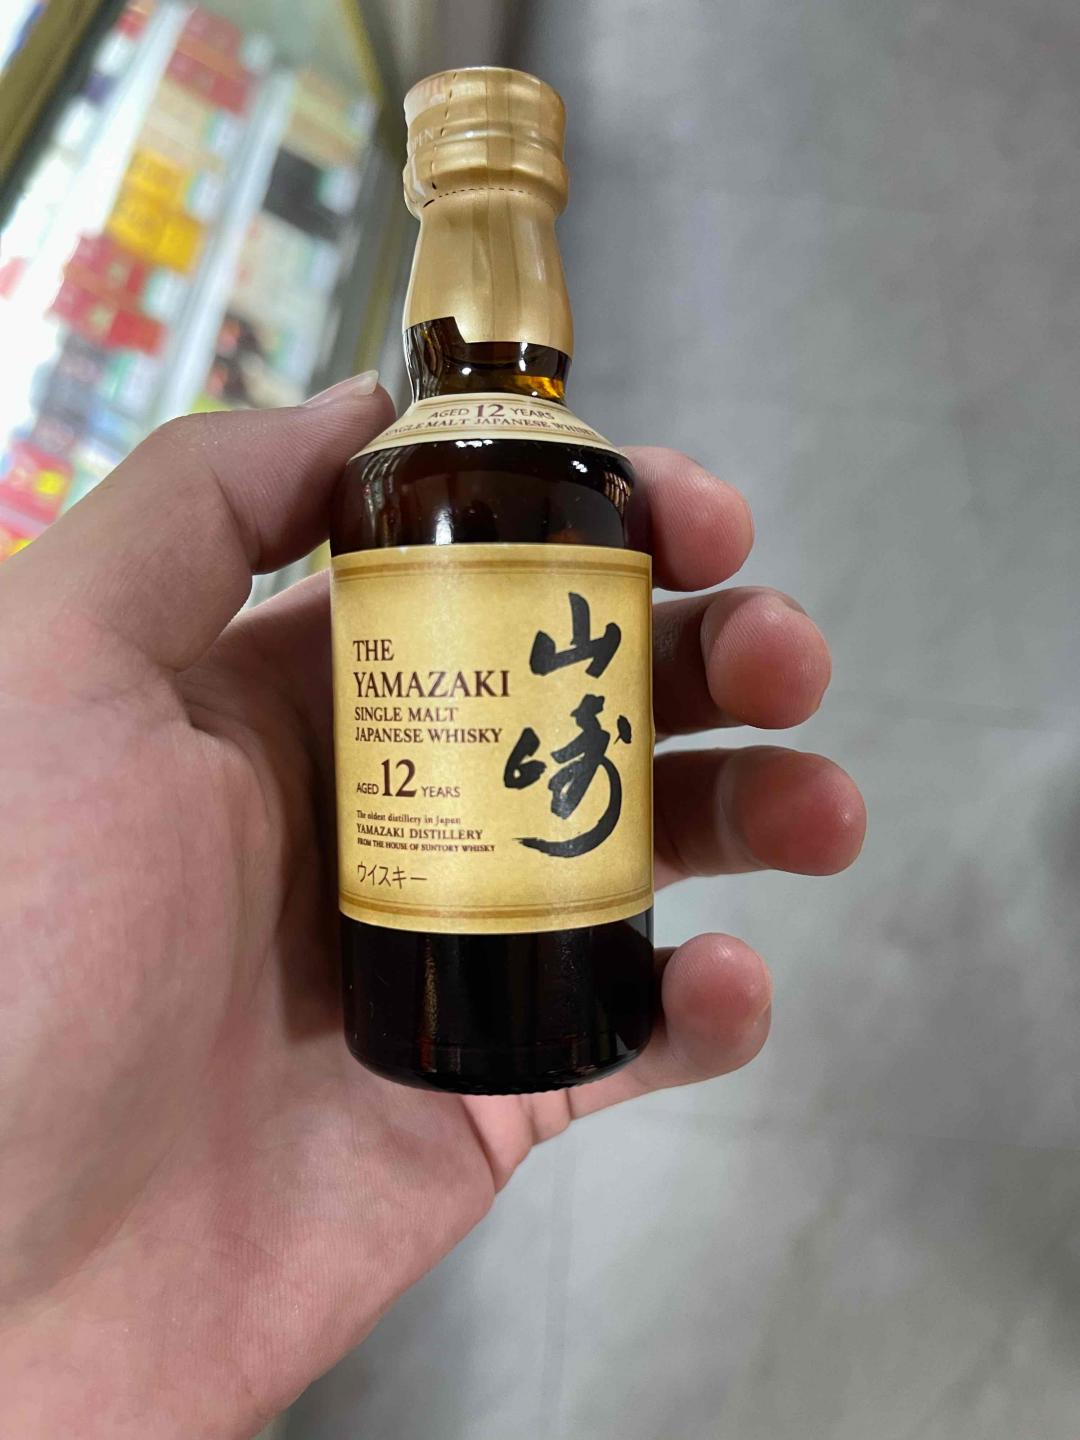 AGED 12 YEARS
SINGLE MALT JAPANESE WHISKY
山崎
THE
YAMAZAKI
SINGLE MALT
JAPANESE WHISKY
AGED 12 YEARS
The oldest distillery in Japan
YAMAZAKI DISTILLERY
FROM THE HOUSE OF SUNTORY WHISKY
ウイスキー